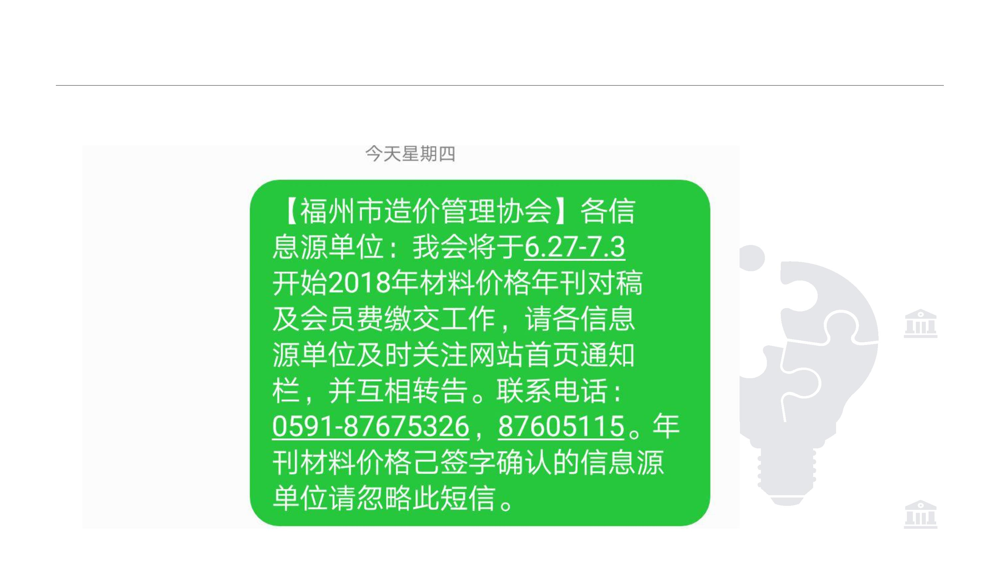 今天星期四
【福州市造价管理协会】各信
息源单位：我会将于6.27-7.3
开始2018年材料价格年刊对稿
及会员费缴交工作，请各信息
源单位及时关注网站首页通知
栏，并互相转告。联系电话：
0591-87675326，87605115。年
刊材料价格己签字确认的信息源
单位请忽略此短信。